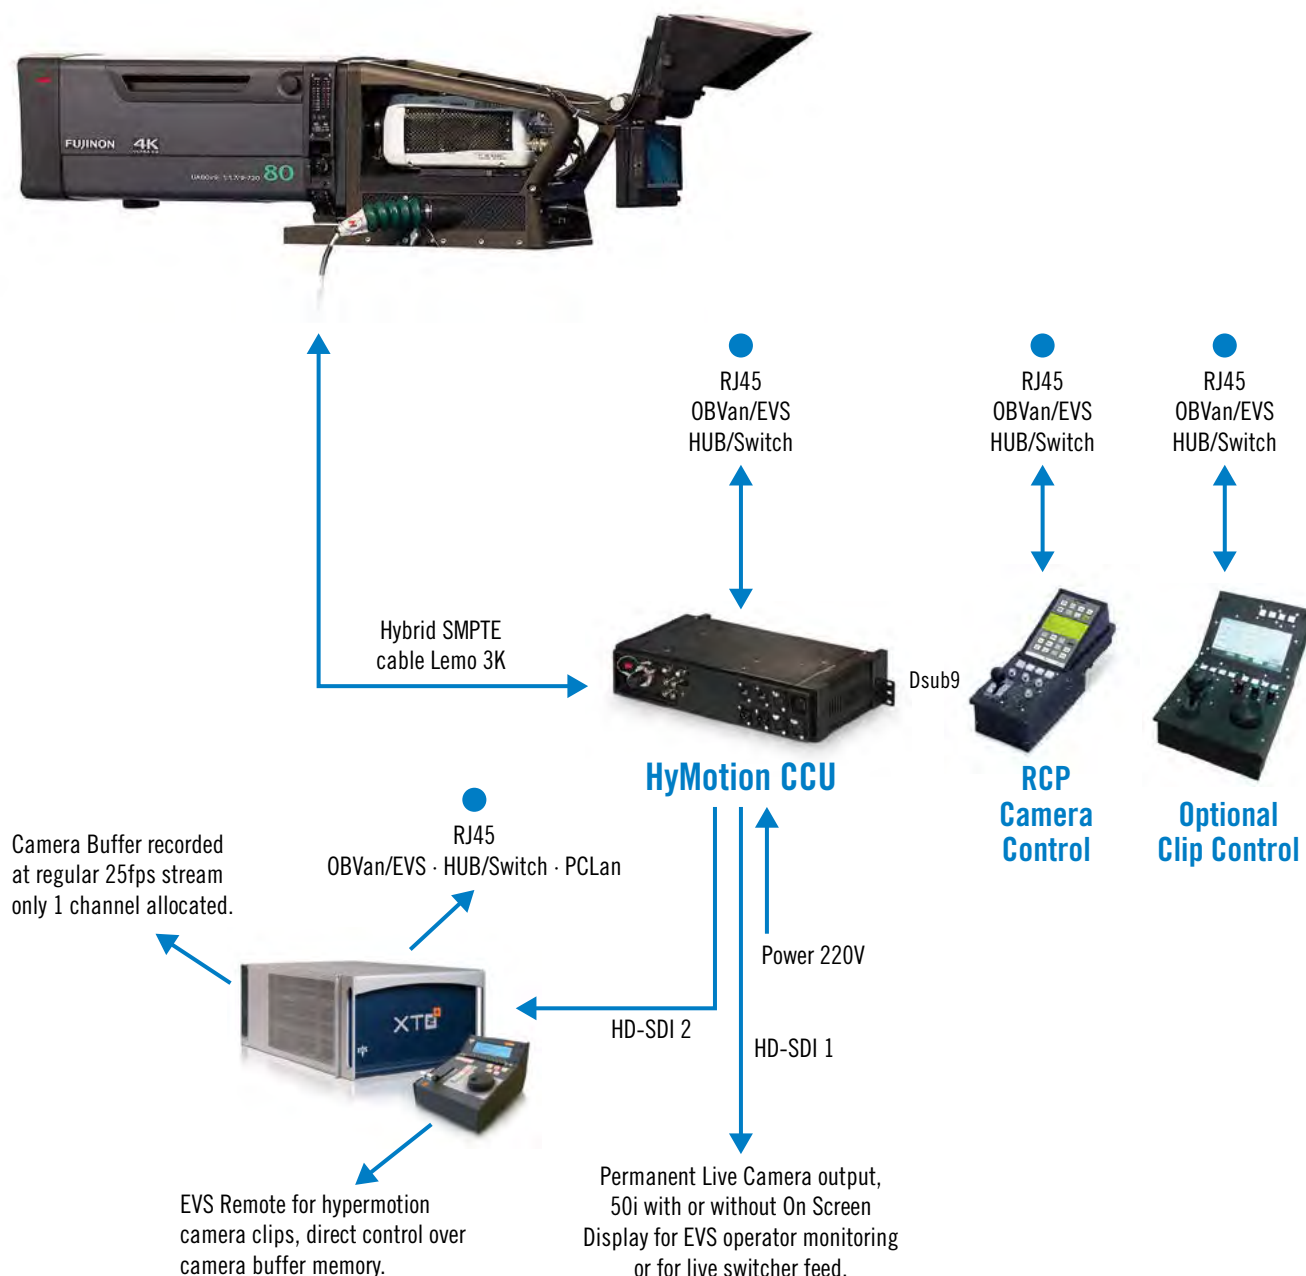 FUJINON 4K
80
RJ45
OBVan/EVS
HUB/Switch
RJ45
OBVan/EVS
HUB/Switch
RJ45
OBVan/EVS
HUB/Switch
Hybrid SMPTE
cable Lemo 3K
Dsub9
HyMotion CCU
RCP
Camera
Control
Optional
Clip Control
RJ45
OBVan/EVS · HUB/Switch · PCLan
Camera Buffer recorded
at regular 25fps stream
only 1 channel allocated.
Power 220V
HD-SDI 2
HD-SDI 1
EVS Remote for hypermotion
camera clips, direct control over
camera buffer memory.
Permanent Live Camera output,
50i with or without On Screen
Display for EVS operator monitoring
or for live switcher feed.